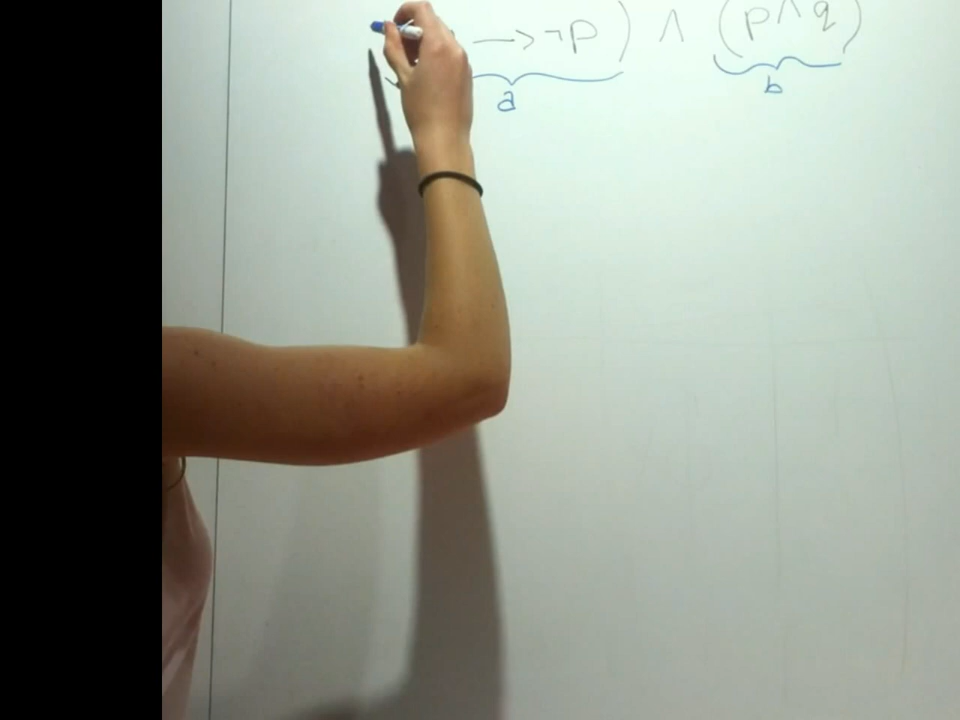 → ¬p ) ∧ (p ∧ q)
a b